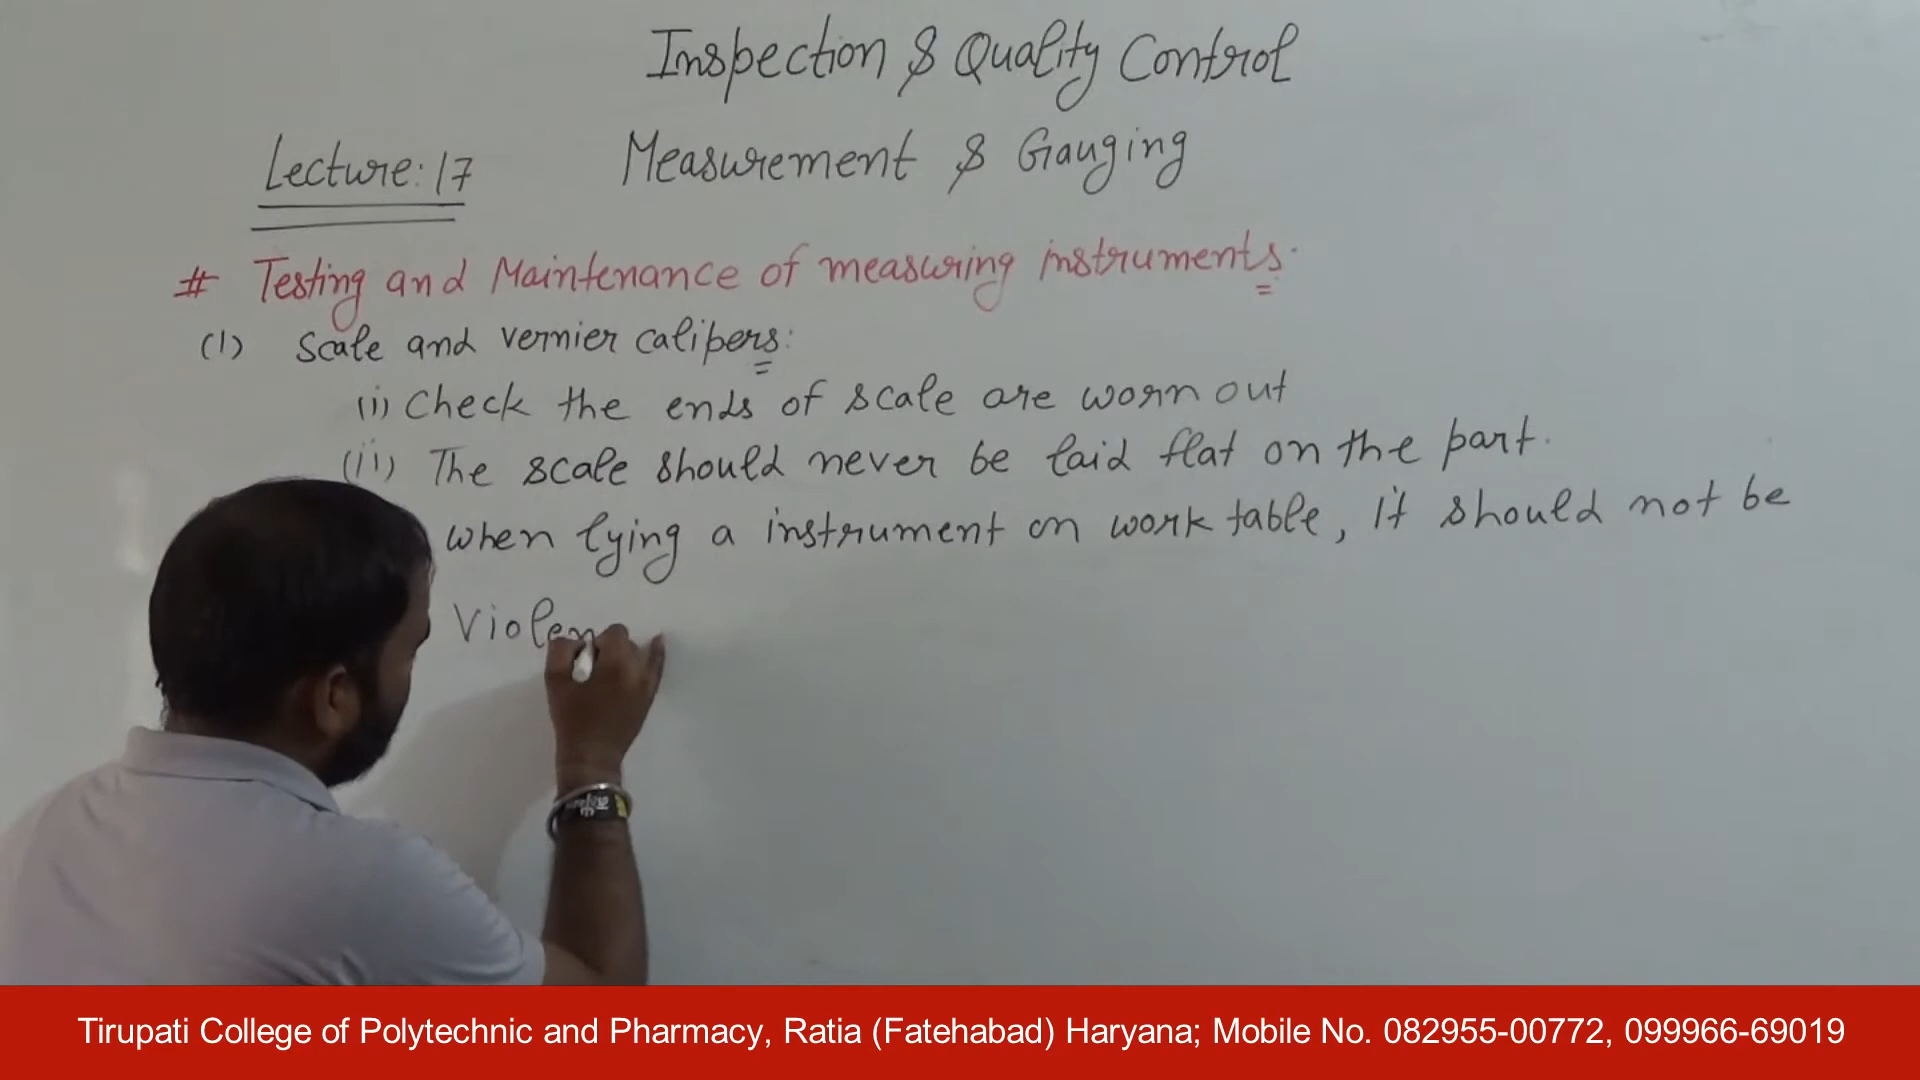 Inspection & Quality Control
Lecture: 17
Measurement & Gauging
# Testing and Maintenance of measuring instruments.
(1) Scale and vernier calipers:
(i) Check the ends of scale are worn out
(ii) The scale should never be laid flat on the part.
when lying a instrument on work table, it should not be
Violen
Tirupati College of Polytechnic and Pharmacy, Ratia (Fatehabad) Haryana; Mobile No. 082955-00772, 099966-69019